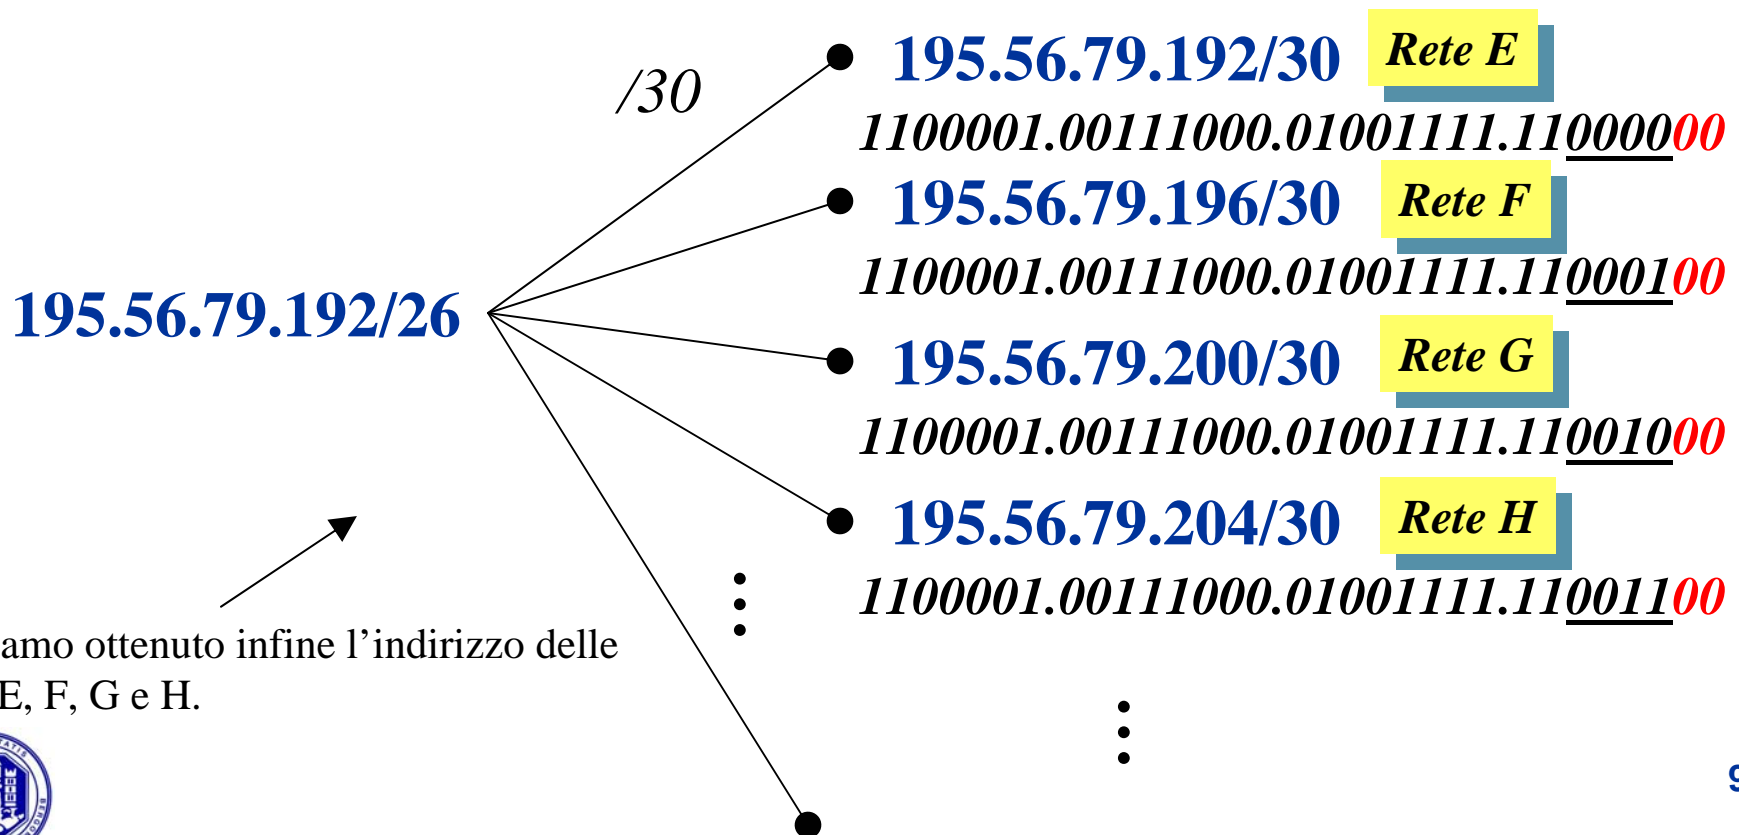 /30
195.56.79.192/30 Rete E
1100001.00111000.01001111.11000000
195.56.79.196/30 Rete F
1100001.00111000.01001111.11000100
195.56.79.192/26
195.56.79.200/30 Rete G
1100001.00111000.01001111.11001000
195.56.79.204/30 Rete H
1100001.00111000.01001111.11001100
amo ottenuto infine l’indirizzo delle
E, F, G e H.
9